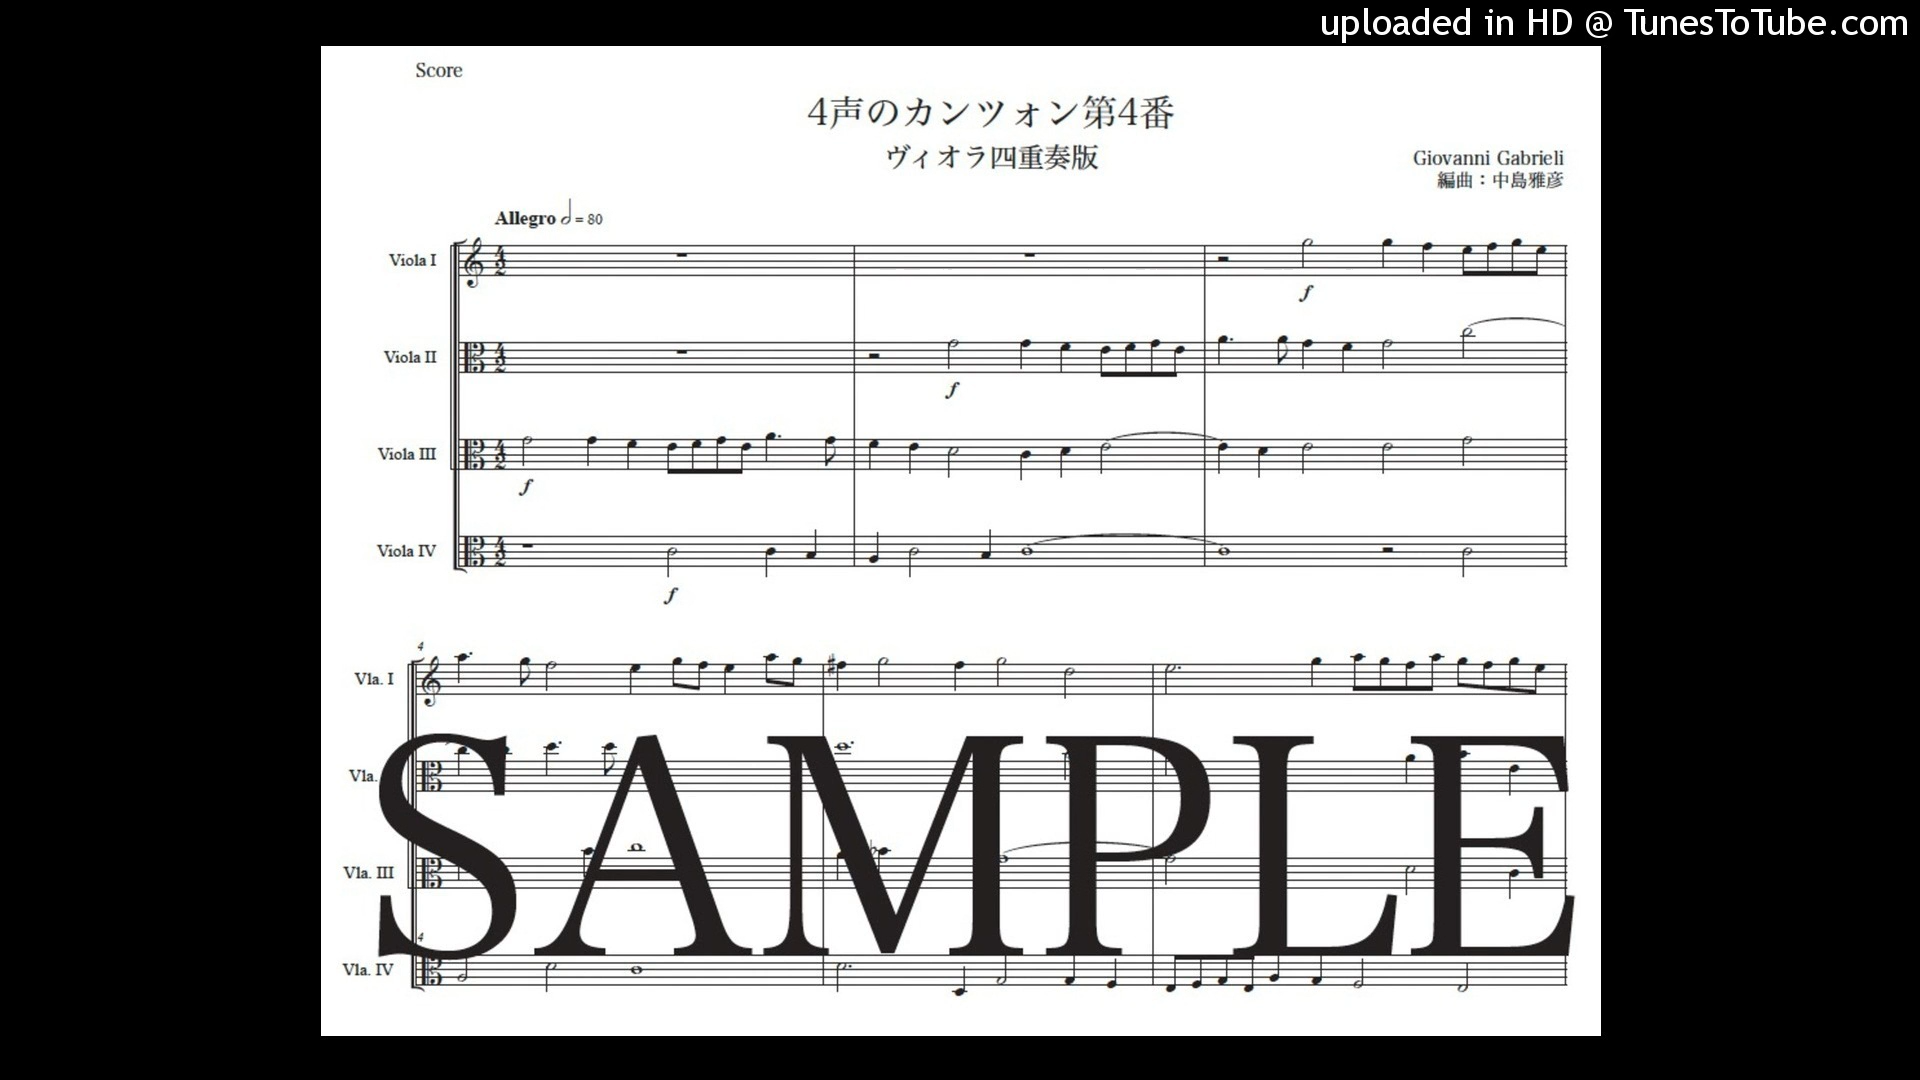 uploaded in HD @ TunesToTube.com
Score
4声のカンツォン第4番
ヴィオラ四重奏版
Giovanni Gabrieli
編曲：中島雅彦
Allegro 𝅗𝅥 = 80
Viola I
f
Viola II
f
Viola III
f
Viola IV
f
4
Vla. I
Vla.
Vla. III
4
Vla. IV
SAMPLE